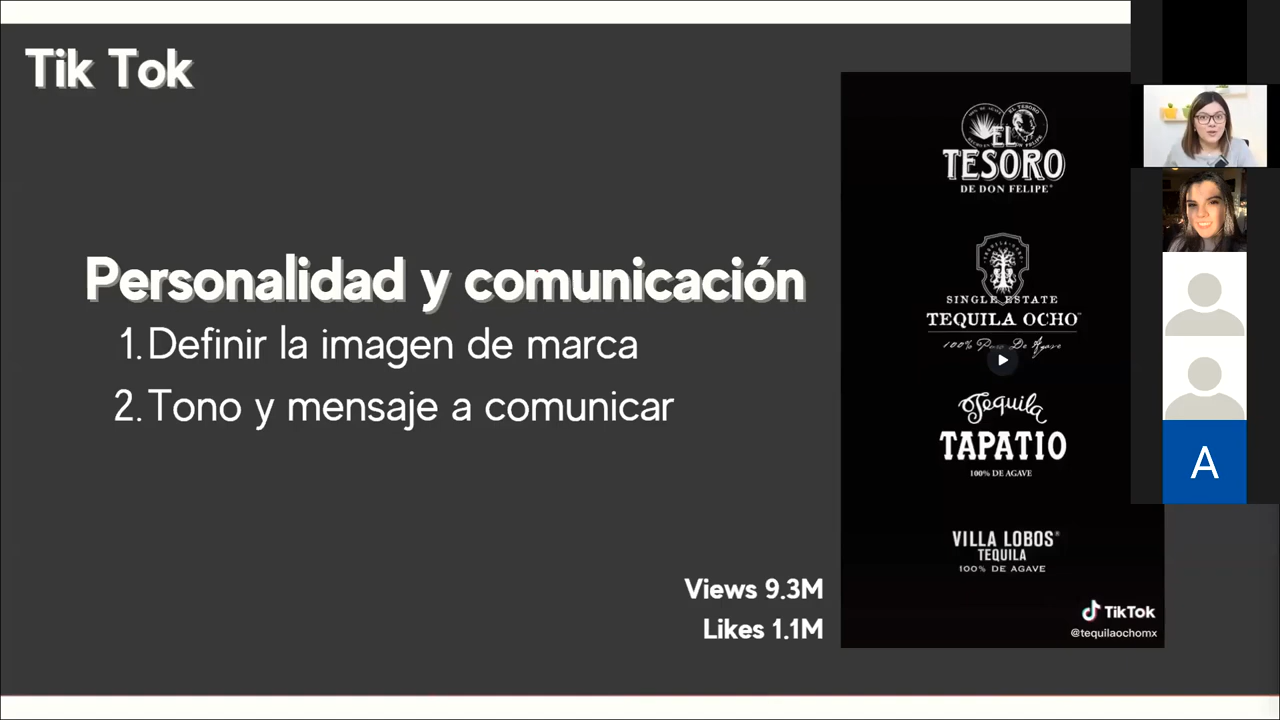 Tik Tok
Personalidad y comunicación
1. Definir la imagen de marca
2. Tono y mensaje a comunicar
Views 9.3M
Likes 1.1M
EL
TESORO
DE DON FELIPE®
SINGLE ESTATE
TEQUILA OCHO™
100% Puro De Agave
Tequila
TAPATIO
100% DE AGAVE
VILLA LOBOS®
TEQUILA
100% DE AGAVE
TikTok
@tequilaochomx
A